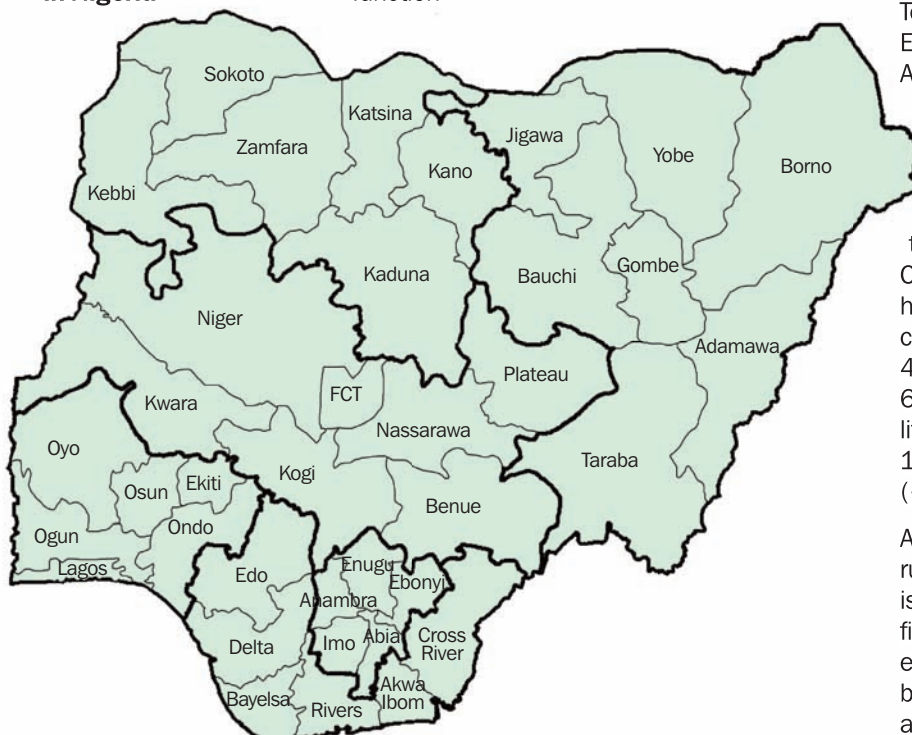 function
Sokoto
Katsina
Zamfara
Jigawa
Kano
Yobe
Borno
Kebbi
Kaduna
Bauchi
Gombe
Niger
Adamawa
FCT
Plateau
Kwara
Nassarawa
Oyo
Kogi
Taraba
Osun
Ekiti
Benue
Ogun
Ondo
Lagos
Edo
Enugu
Ebonyi
Anambra
Delta
Imo
Abia
Cross
River
Bayelsa
Rivers
Akwa
Ibom